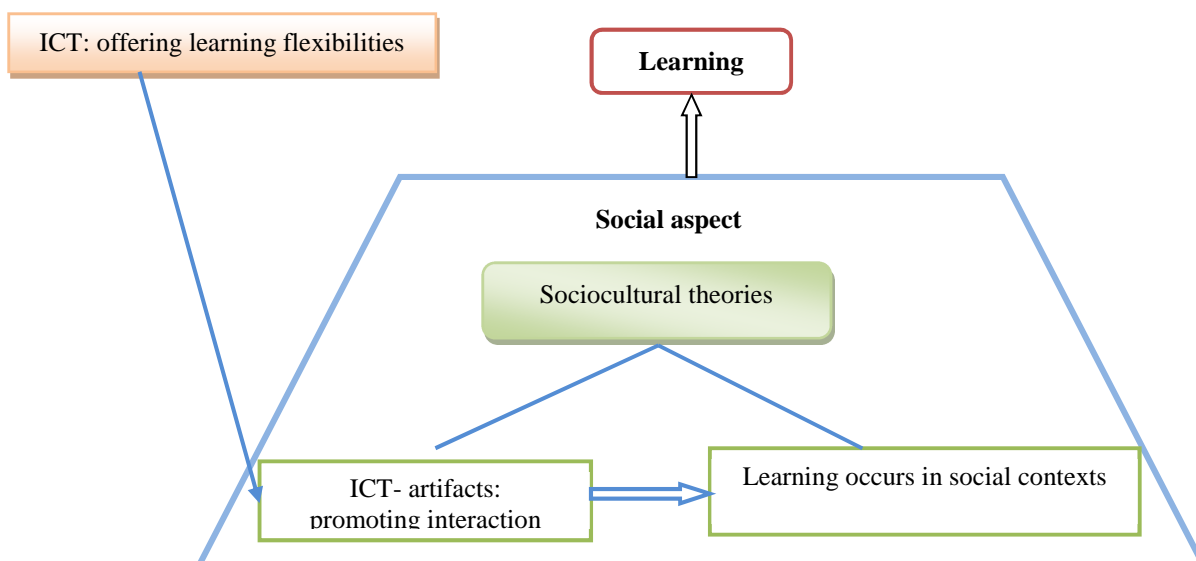 ICT: offering learning flexibilities
Learning
Social aspect
Sociocultural theories
ICT- artifacts:
promoting interaction
Learning occurs in social contexts